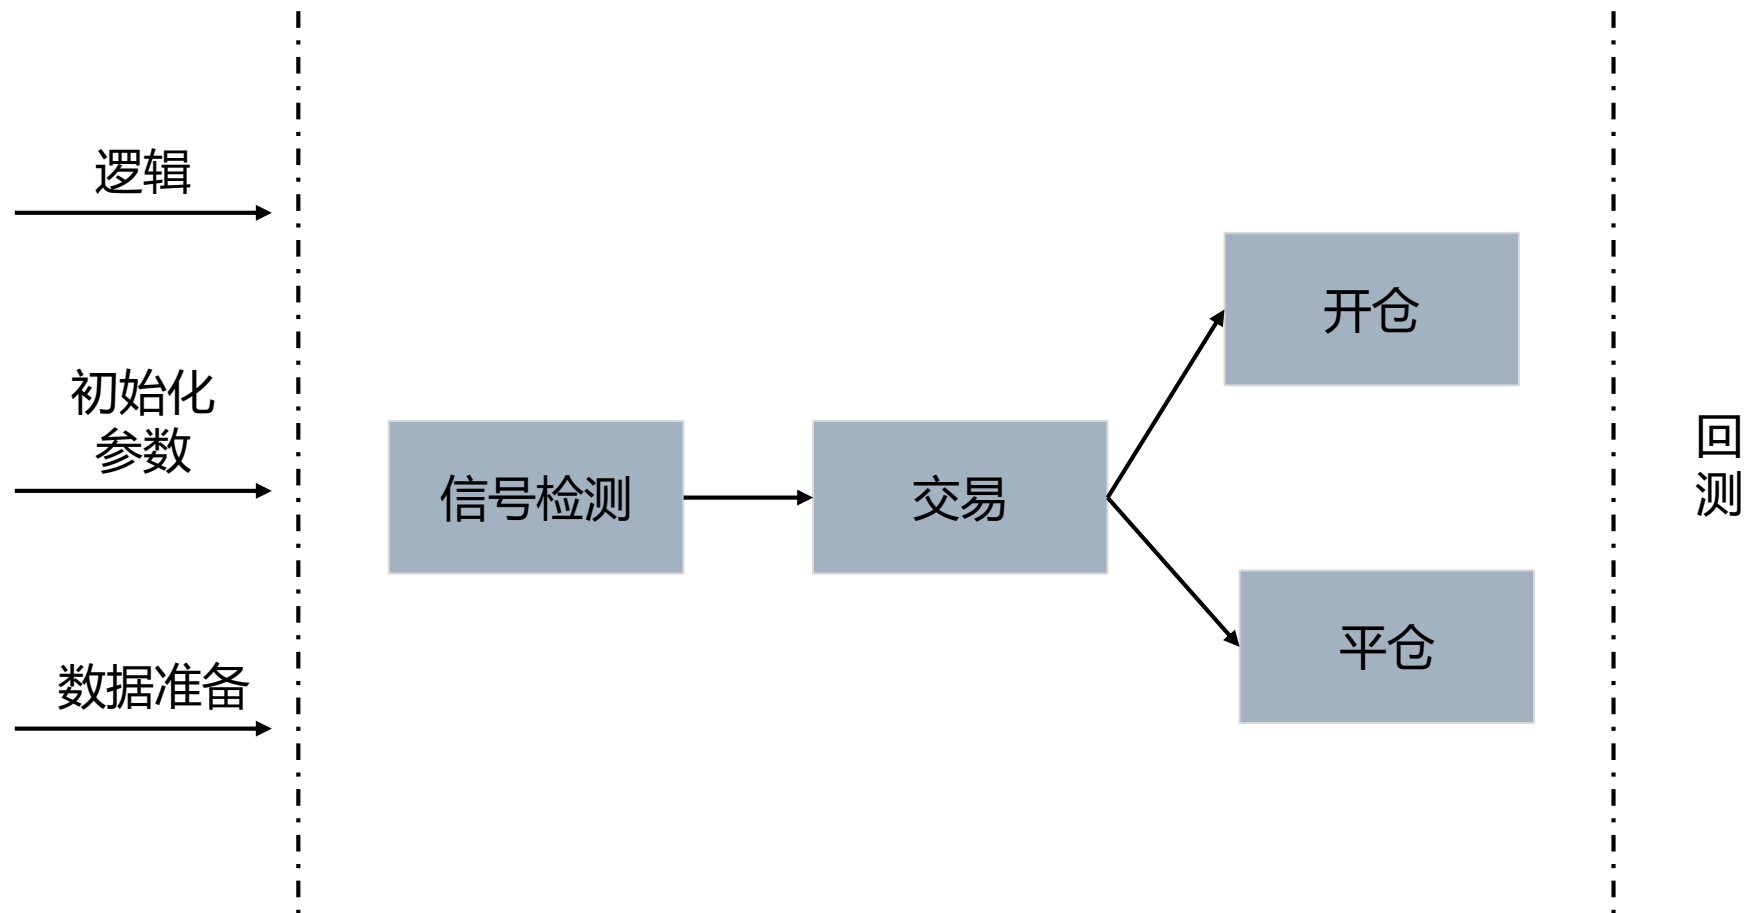 逻辑
初始化
参数
数据准备
信号检测
交易
开仓
平仓
回
测